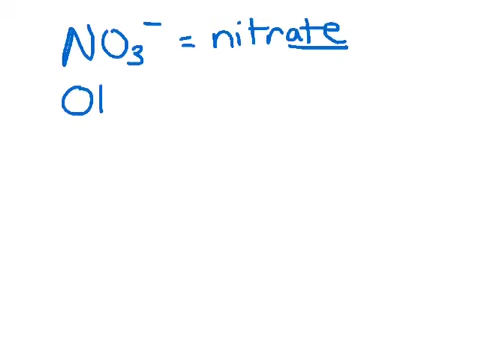 NO₃⁻ = nitrate
Ol